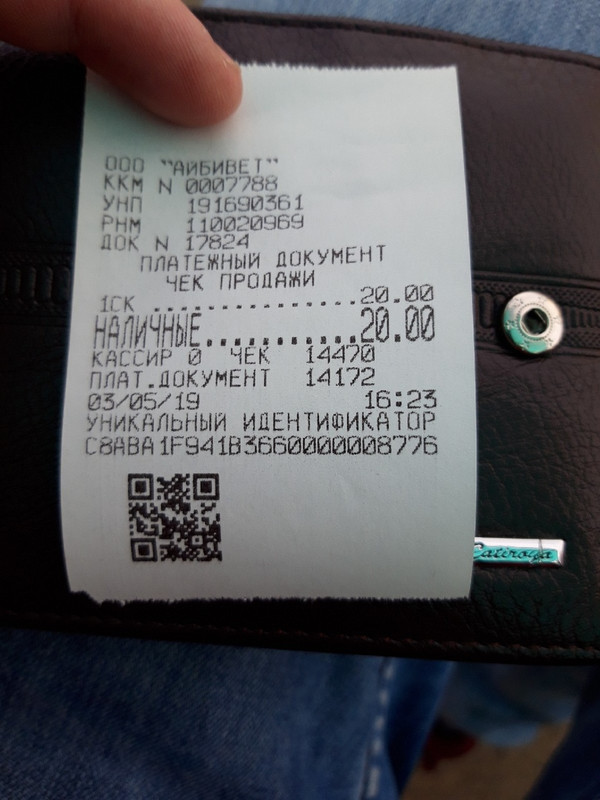 ООО "АЙБИВЕТ"
ККМ N 0007788
УНП 191690361
РНМ 110020969
ДОК N 17824
ПЛАТЕЖНЫЙ ДОКУМЕНТ
ЧЕК ПРОДАЖИ
1СК ................20.00
НАЛИЧНЫЕ...........20.00
КАССИР 0 ЧЕК 14470
ПЛАТ.ДОКУМЕНТ 14172
03/05/19 16:23
УНИКАЛЬНЫЙ ИДЕНТИФИКАТОР
C8ABA1F941B3660000008776
Catiroya